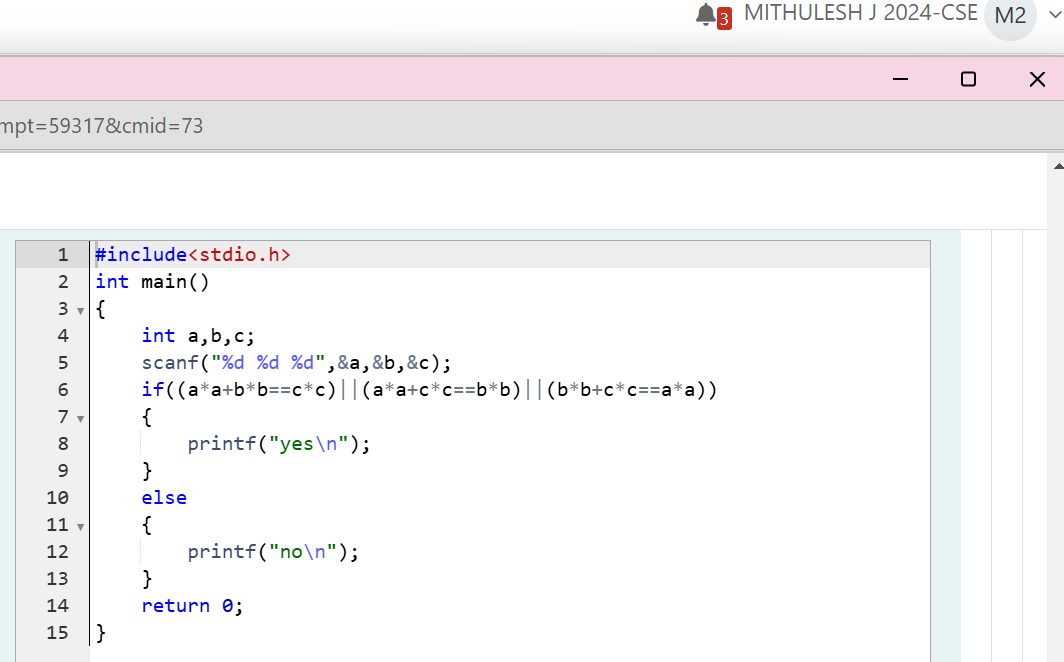 3 MITHULESH J 2024-CSE M2
mpt=59317&cmid=73
1 #include<stdio.h>
2 int main()
3 {
4     int a,b,c;
5     scanf("%d %d %d",&a,&b,&c);
6     if((a*a+b*b==c*c)||(a*a+c*c==b*b)||(b*b+c*c==a*a))
7     {
8         printf("yes\n");
9     }
10     else
11     {
12         printf("no\n");
13     }
14     return 0;
15 }